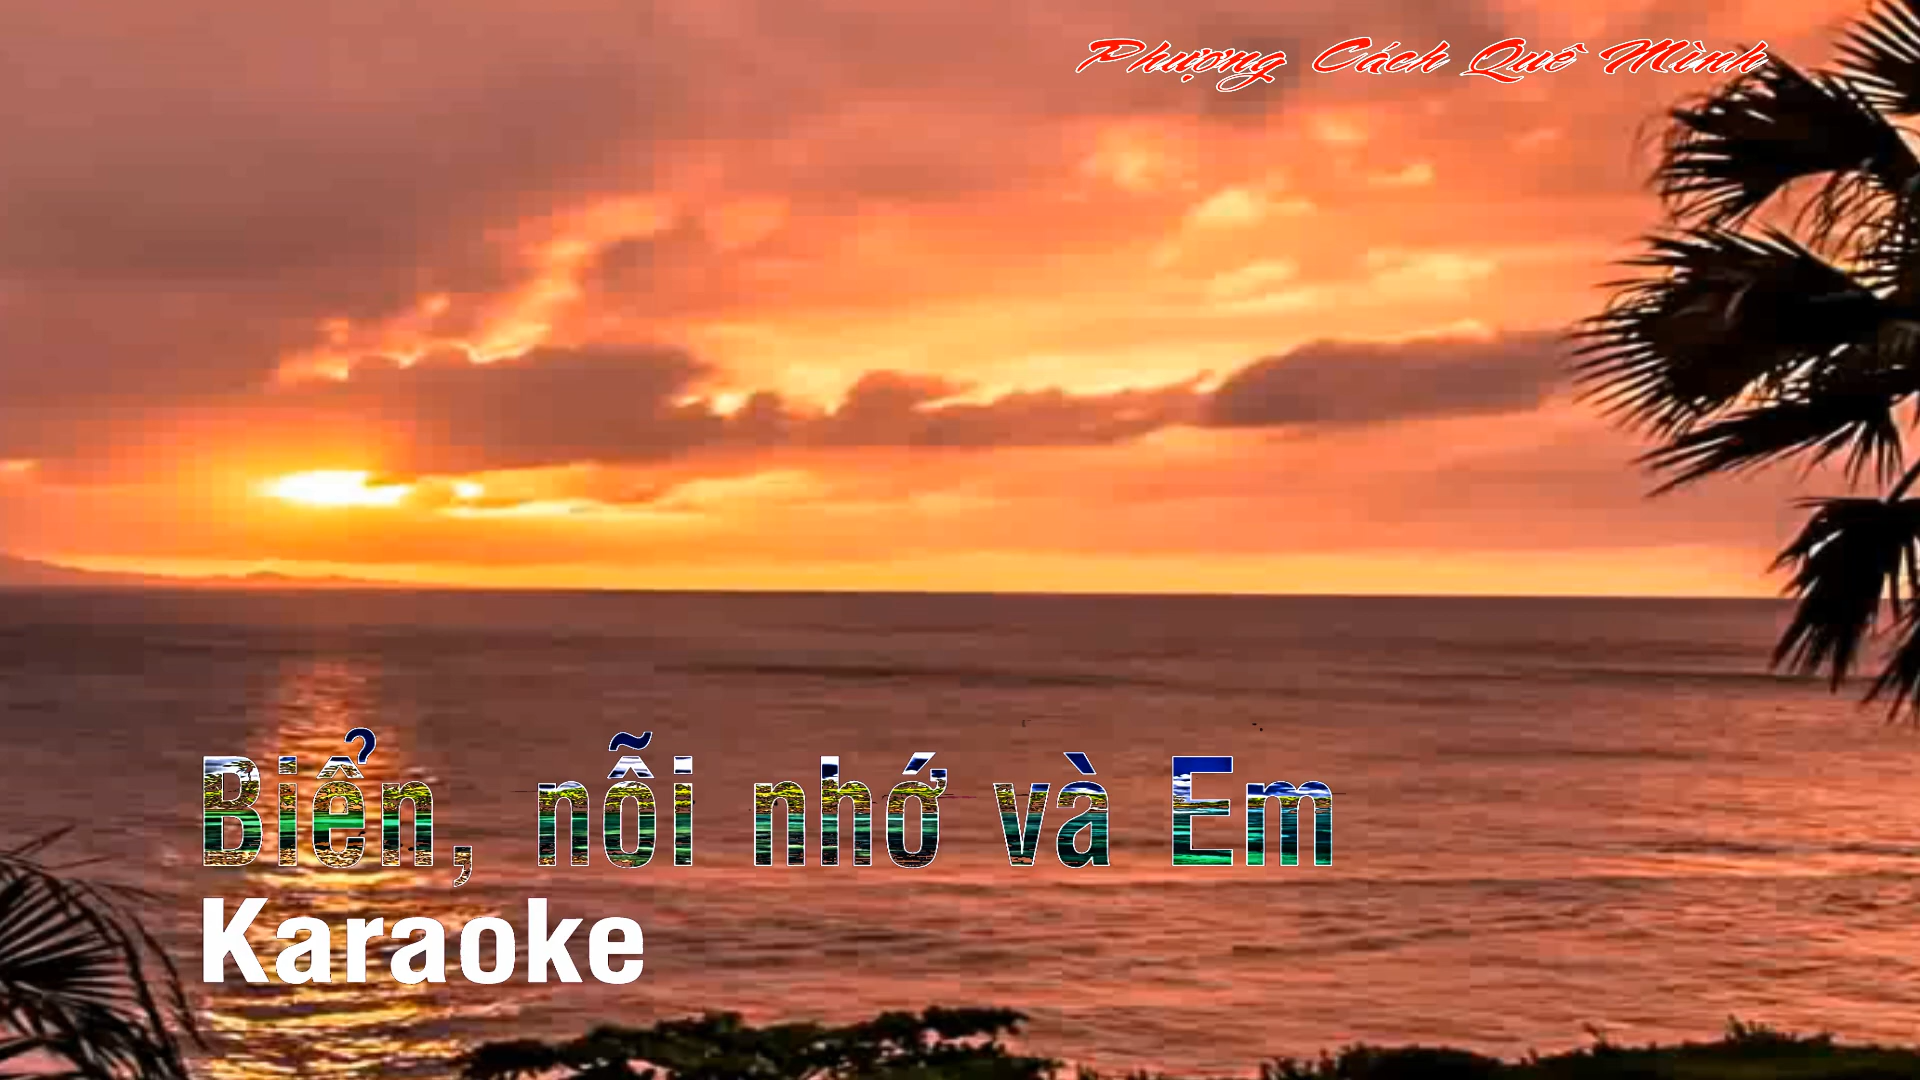 Phượng Cách Quê Mình
Biển, nỗi nhớ và Em
Karaoke